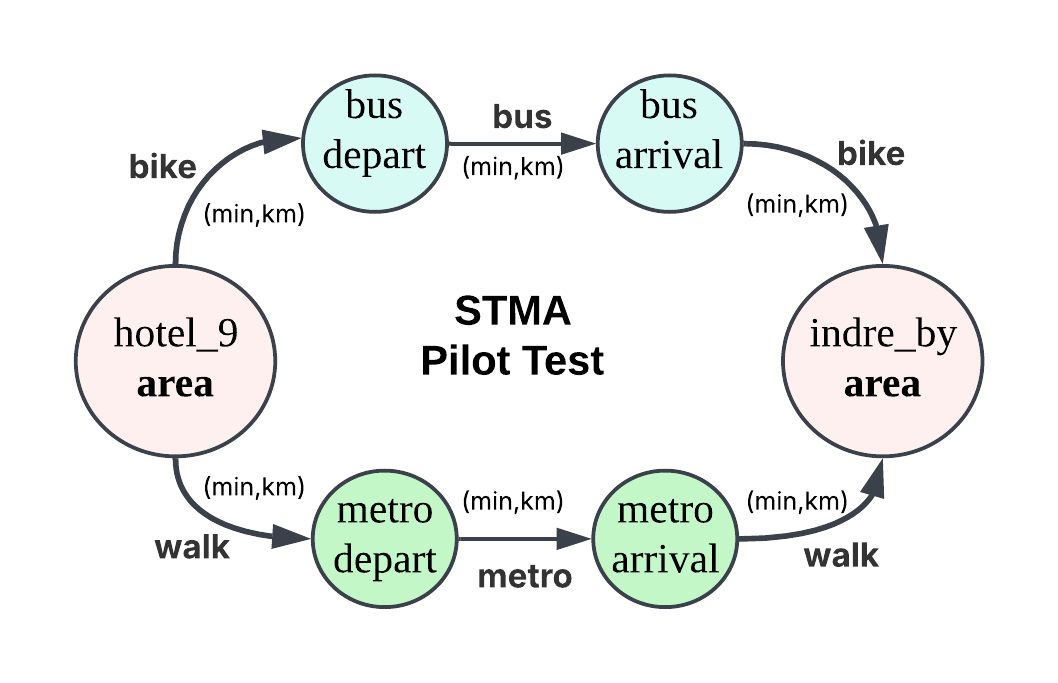 bus
depart
bus
bus
arrival
bike
(min,km)
(min,km)
bike
(min,km)
hotel_9
area
STMA
Pilot Test
indre_by
area
(min,km)
walk
metro
depart
(min,km)
metro
metro
arrival
(min,km)
walk